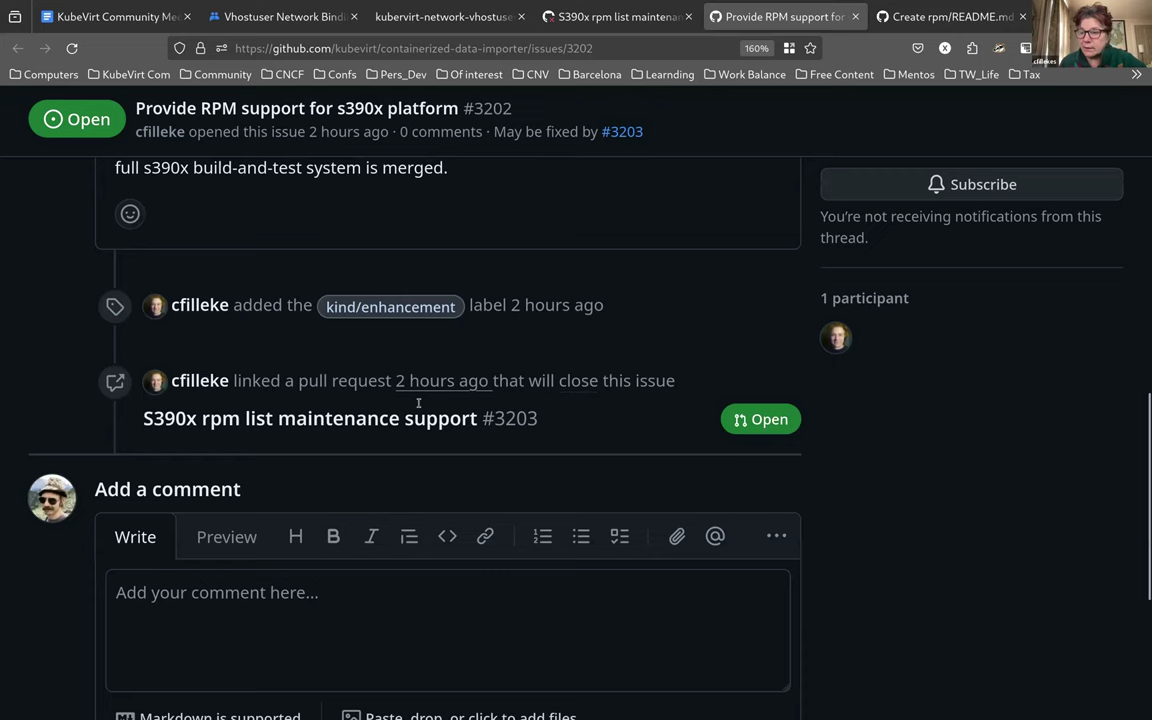 KubeVirt Community Me
Vhostuser Network Bindi
kubervirt-network-vhostuse
S390x rpm list maintenan
Provide RPM support for
Create rpm/README.md
https://github.com/kubevirt/containerized-data-importer/issues/3202
160%
cfillekes
Computers
KubeVirt Com
Community
CNCF
Confs
Pers_Dev
Of interest
CNV
Barcelona
Learning
Work Balance
Free Content
Mentos
TW_Life
Tax
Open
Provide RPM support for s390x platform #3202
cfilleke opened this issue 2 hours ago · 0 comments · May be fixed by #3203
full s390x build-and-test system is merged.
Subscribe
You're not receiving notifications from this
thread.
cfilleke added the kind/enhancement label 2 hours ago
1 participant
cfilleke linked a pull request 2 hours ago that will close this issue
S390x rpm list maintenance support #3203
Open
Add a comment
Write
Preview
Add your comment here...
Markdown is supported
Paste, drop, or click to add files